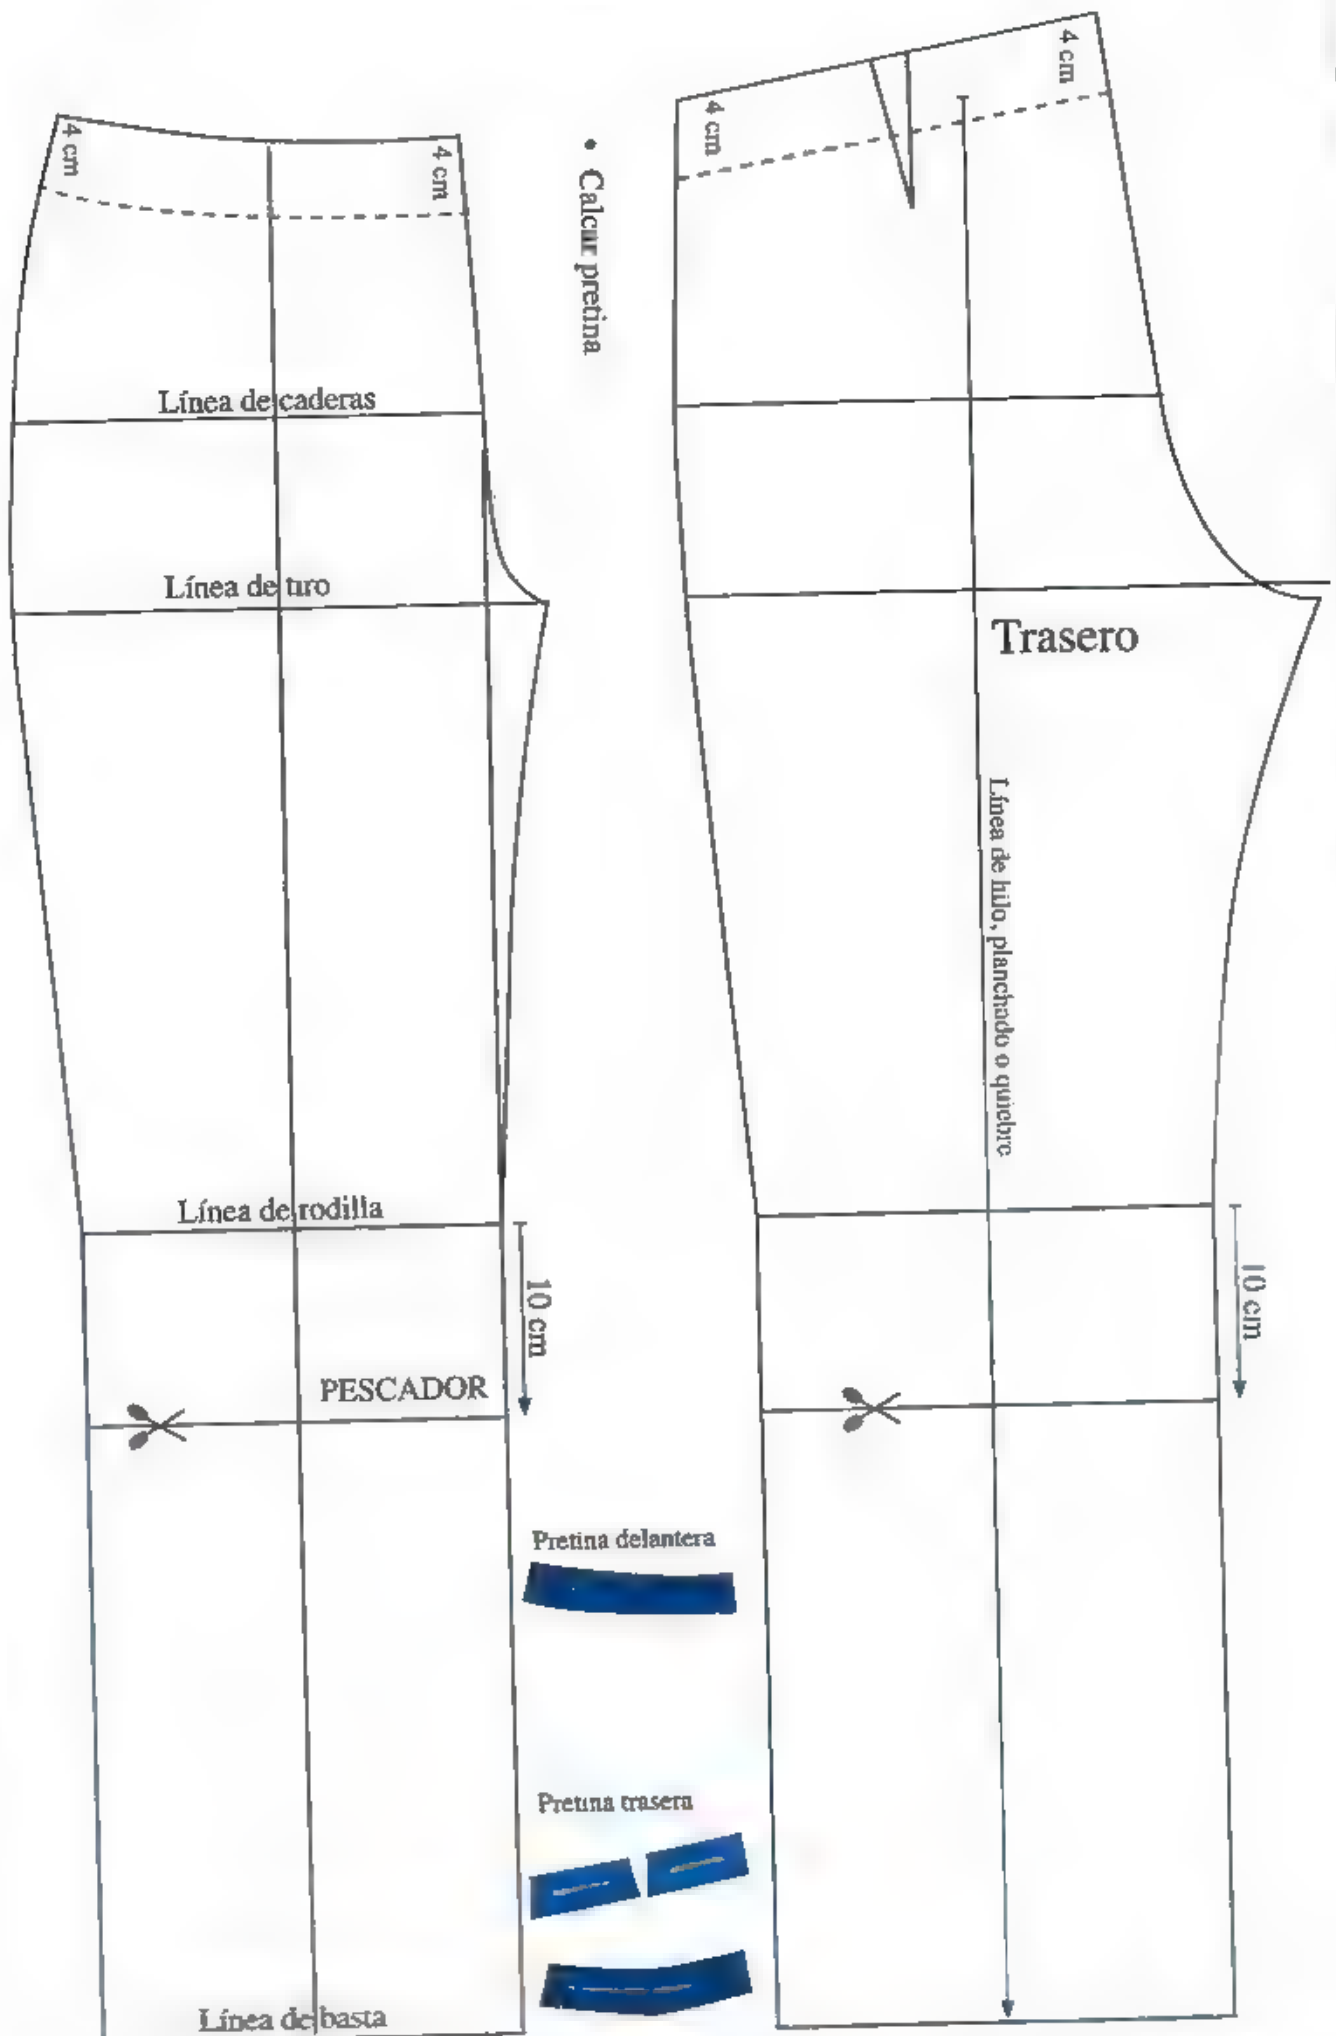 4 cm
4 cm
Línea de caderas
Línea de tiro
Línea de rodilla
10 cm
PESCADOR
Línea de basta
• Calcar pretina
Pretina delantera
Pretina trasera
4 cm
4 cm
Trasero
Línea de hilo, planchado o quiebre
10 cm